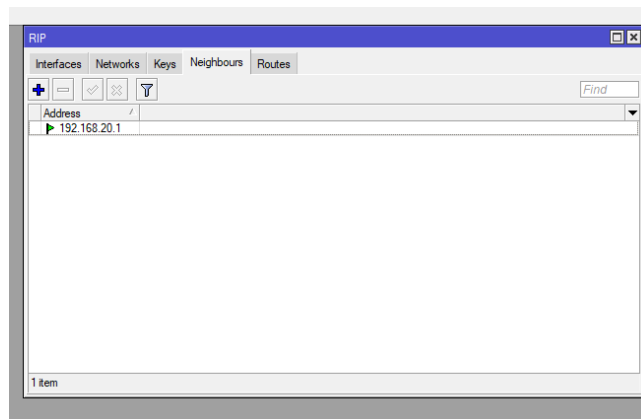 RIP
Interfaces Networks Keys Neighbours Routes
Find
Address
192.168.20.1
1 item